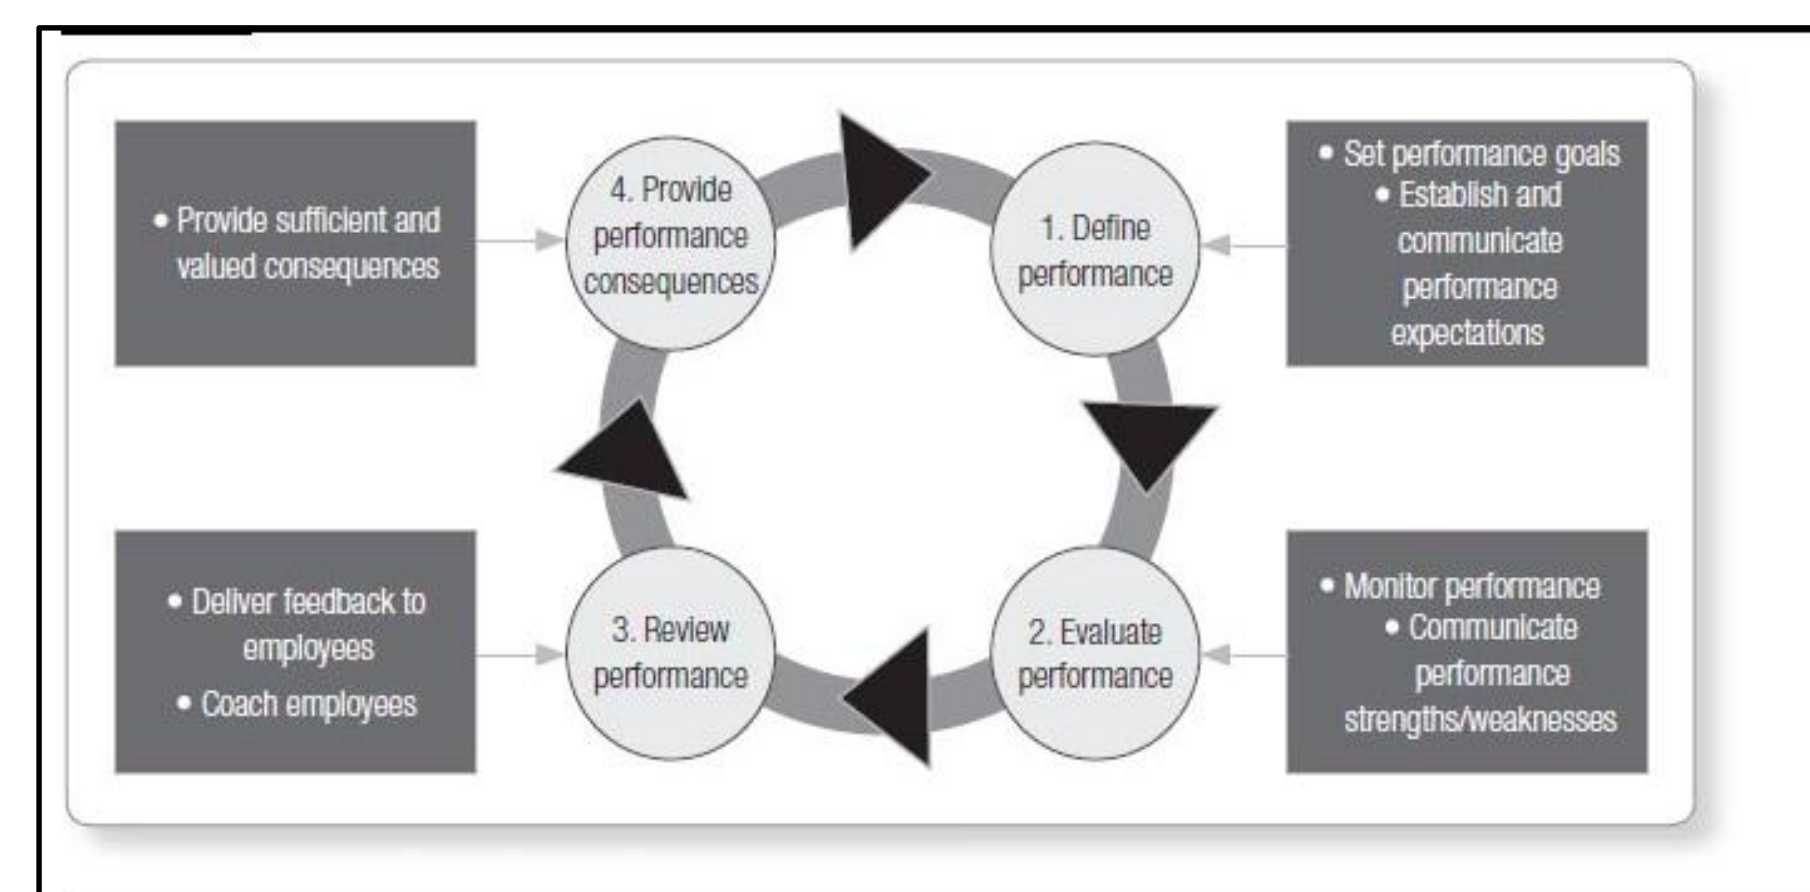 • Provide sufficient and
valued consequences
4. Provide
performance
consequences
1. Define
performance
• Set performance goals
• Establish and
communicate
performance
expectations
• Deliver feedback to
employees
• Coach employees
3. Review
performance
2. Evaluate
performance
• Monitor performance
• Communicate
performance
strengths/weaknesses